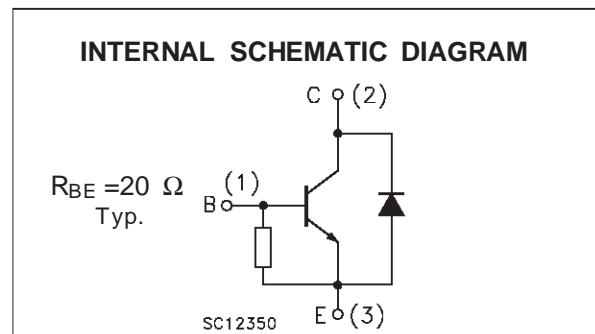 INTERNAL SCHEMATIC DIAGRAM
C (2)
RBE =20 Ω
Typ.
(1)
B
SC12350
E (3)